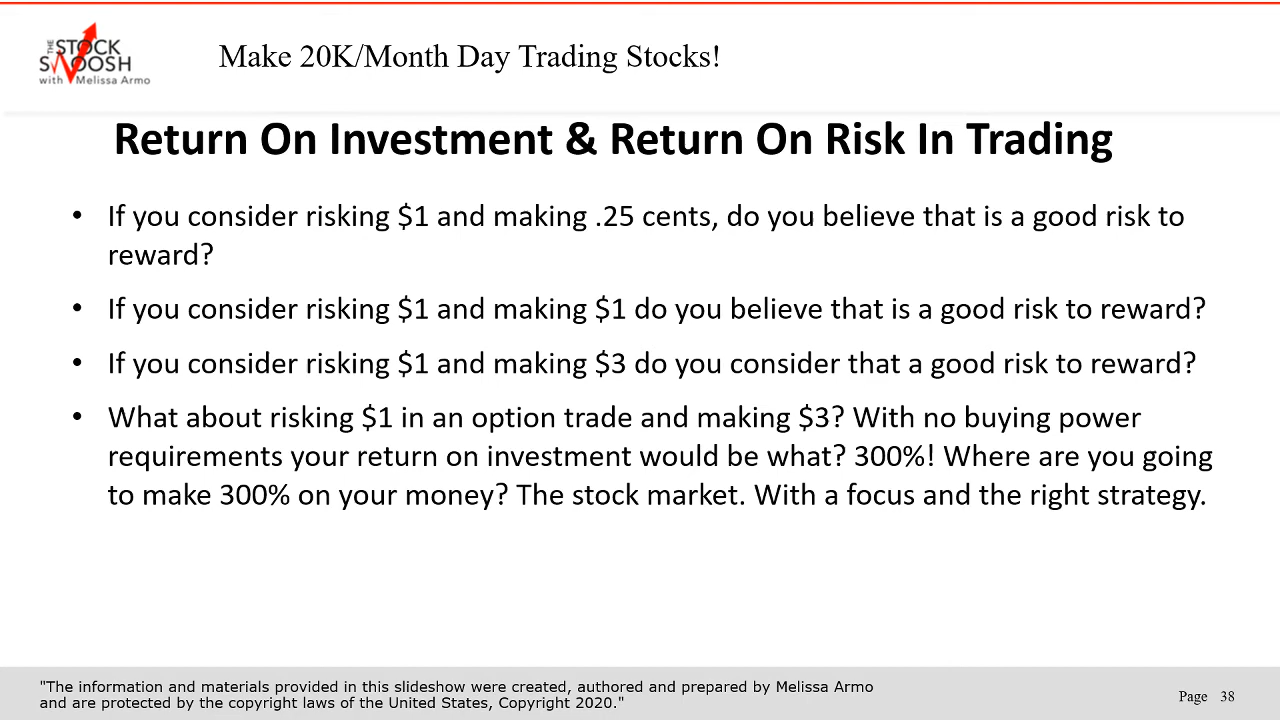 THE
STOCK
SWOOSH
with Melissa Armo
Make 20K/Month Day Trading Stocks!
Return On Investment & Return On Risk In Trading
• If you consider risking $1 and making .25 cents, do you believe that is a good risk to
reward?
• If you consider risking $1 and making $1 do you believe that is a good risk to reward?
• If you consider risking $1 and making $3 do you consider that a good risk to reward?
• What about risking $1 in an option trade and making $3? With no buying power
requirements your return on investment would be what? 300%! Where are you going
to make 300% on your money? The stock market. With a focus and the right strategy.
"The information and materials provided in this slideshow were created, authored and prepared by Melissa Armo
and are protected by the copyright laws of the United States, Copyright 2020."
Page 38